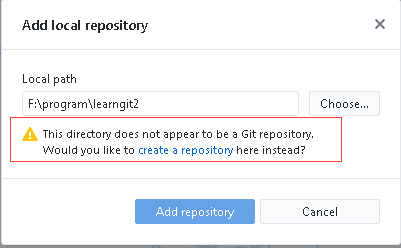 Add local repository
Local path
F:\program\learngit2
Choose...
This directory does not appear to be a Git repository.
Would you like to create a repository here instead?
Add repository
Cancel